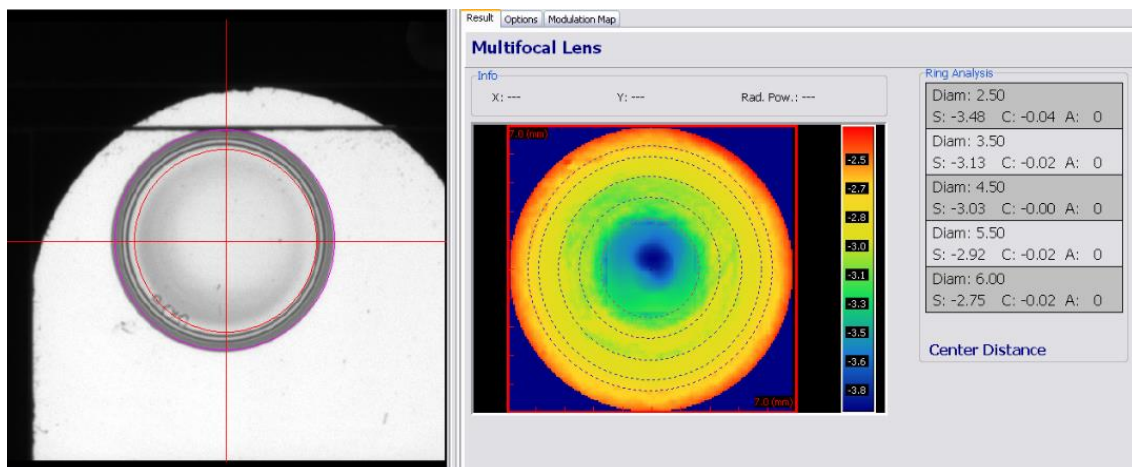 Result Options Modulation Map
Multifocal Lens
Info
X: --- Y: --- Rad. Pow.: ---
7.0 (mm)
-2.5
-2.7
-2.8
-3.0
-3.1
-3.3
-3.5
-3.6
-3.8
7.0 (mm)
Ring Analysis
Diam: 2.50
S: -3.48 C: -0.04 A: 0
Diam: 3.50
S: -3.13 C: -0.02 A: 0
Diam: 4.50
S: -3.03 C: -0.00 A: 0
Diam: 5.50
S: -2.92 C: -0.02 A: 0
Diam: 6.00
S: -2.75 C: -0.02 A: 0
Center Distance